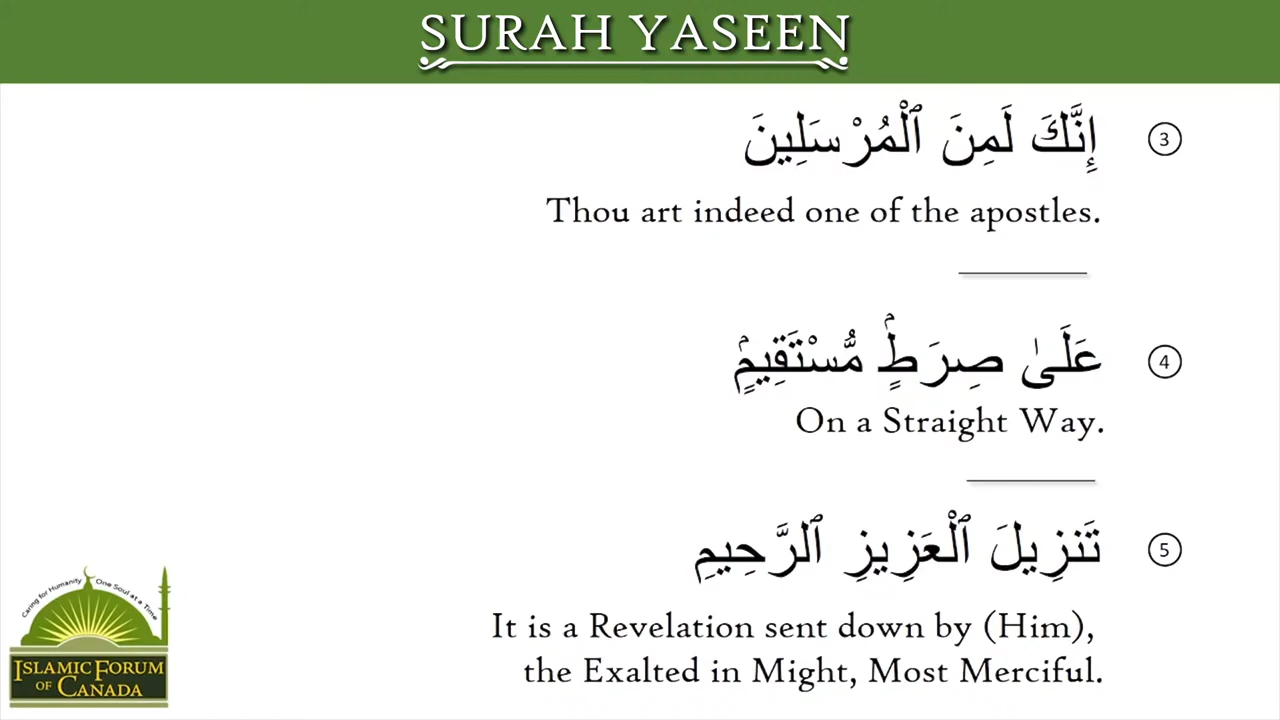 SURAH YASEEN
إِنَّكَ لَمِنَ ٱلْمُرْسَلِينَ ③
Thou art indeed one of the apostles.
عَلَىٰ صِرَطٍۢ مُّسْتَقِيمٍۢ ④
On a Straight Way.
تَنزِيلَ ٱلْعَزِيزِ ٱلرَّحِيمِ ⑤
It is a Revelation sent down by (Him),
the Exalted in Might, Most Merciful.
Caring for Humanity One Soul at a Time
ISLAMIC FORUM
OF CANADA